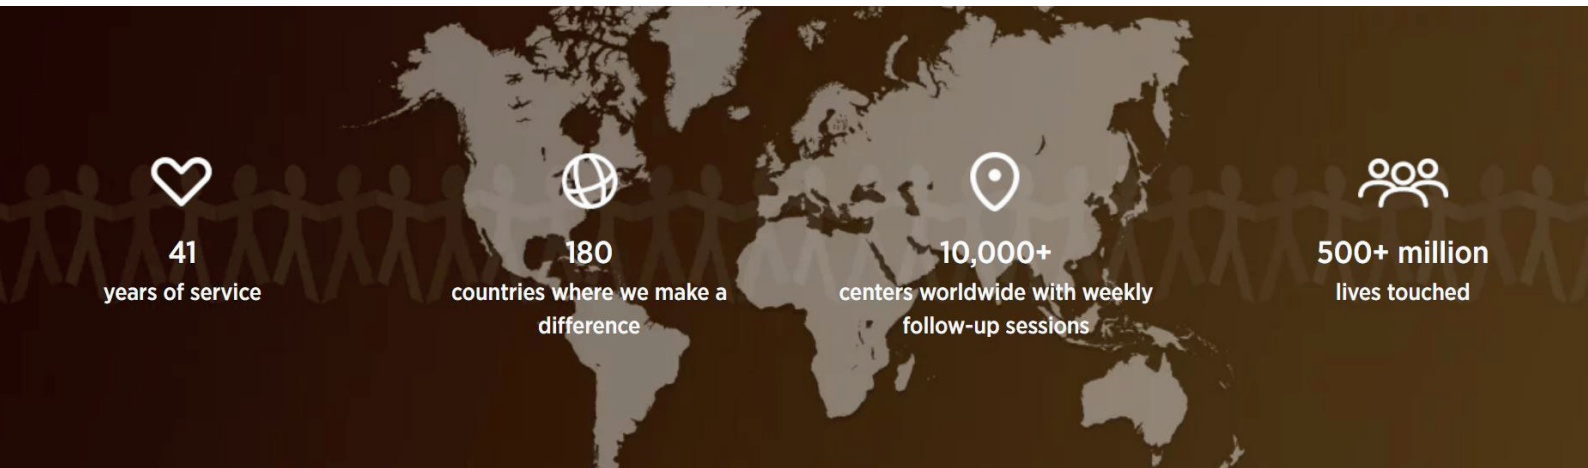 41
years of service
180
countries where we make a
difference
10,000+
centers worldwide with weekly
follow-up sessions
500+ million
lives touched